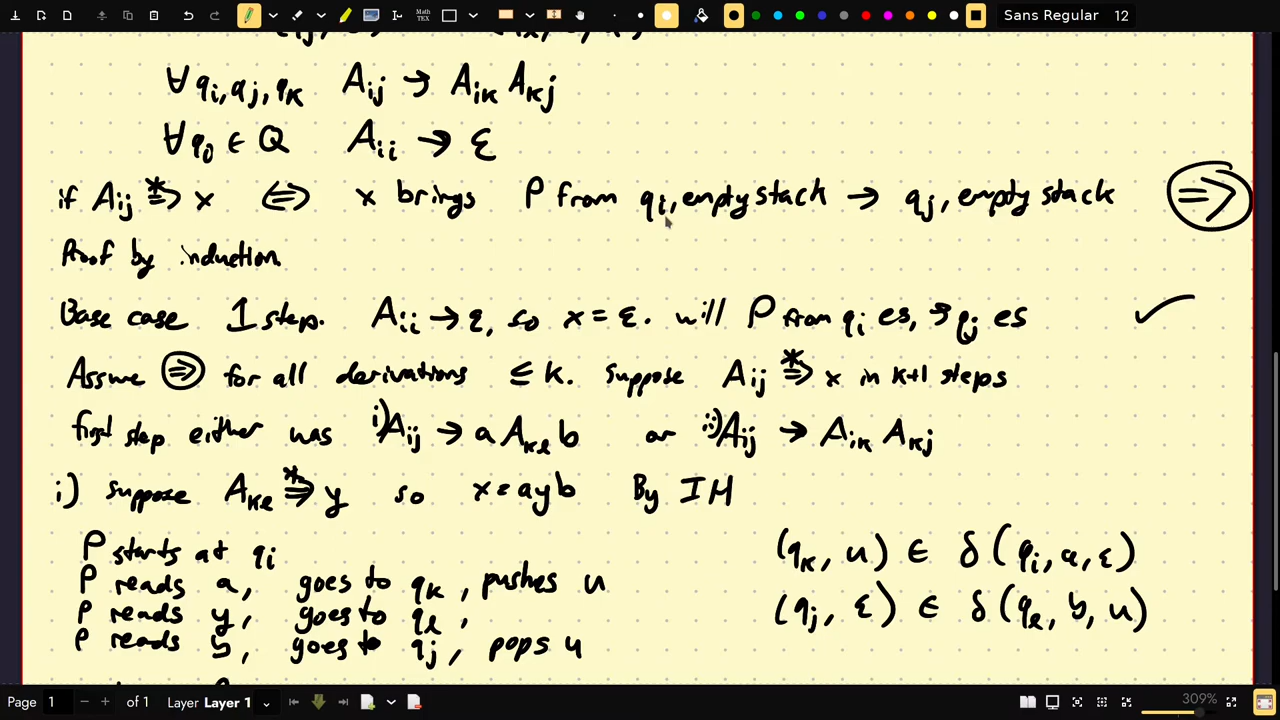 Sans Regular 12
∀ qi, qj, qk Aij → Aik Akj
∀ q0 ∈ Q Aii → ε
if Aij *⇒ x ⇔ x brings P from qi, empty stack → qj, empty stack ⇒
Proof by induction.
Base case 1 step. Aii → ε, so x = ε. will P from qi es, → qj es ✓
Assume ⇒ for all derivations ≤ k. Suppose Aij *⇒ x in k+1 steps
first step either was i) Aij → a Akl b or ii) Aij → Aik Akj
i) suppose Akl *⇒ y so x = ayb By IH
P starts at qi
P reads a, goes to qk, pushes u
P reads y, goes to ql,
P reads b, goes to qj, pops u
(qk, u) ∈ δ(qi, a, ε)
(qj, ε) ∈ δ(ql, b, u)
Page 1 of 1 Layer Layer 1 309%